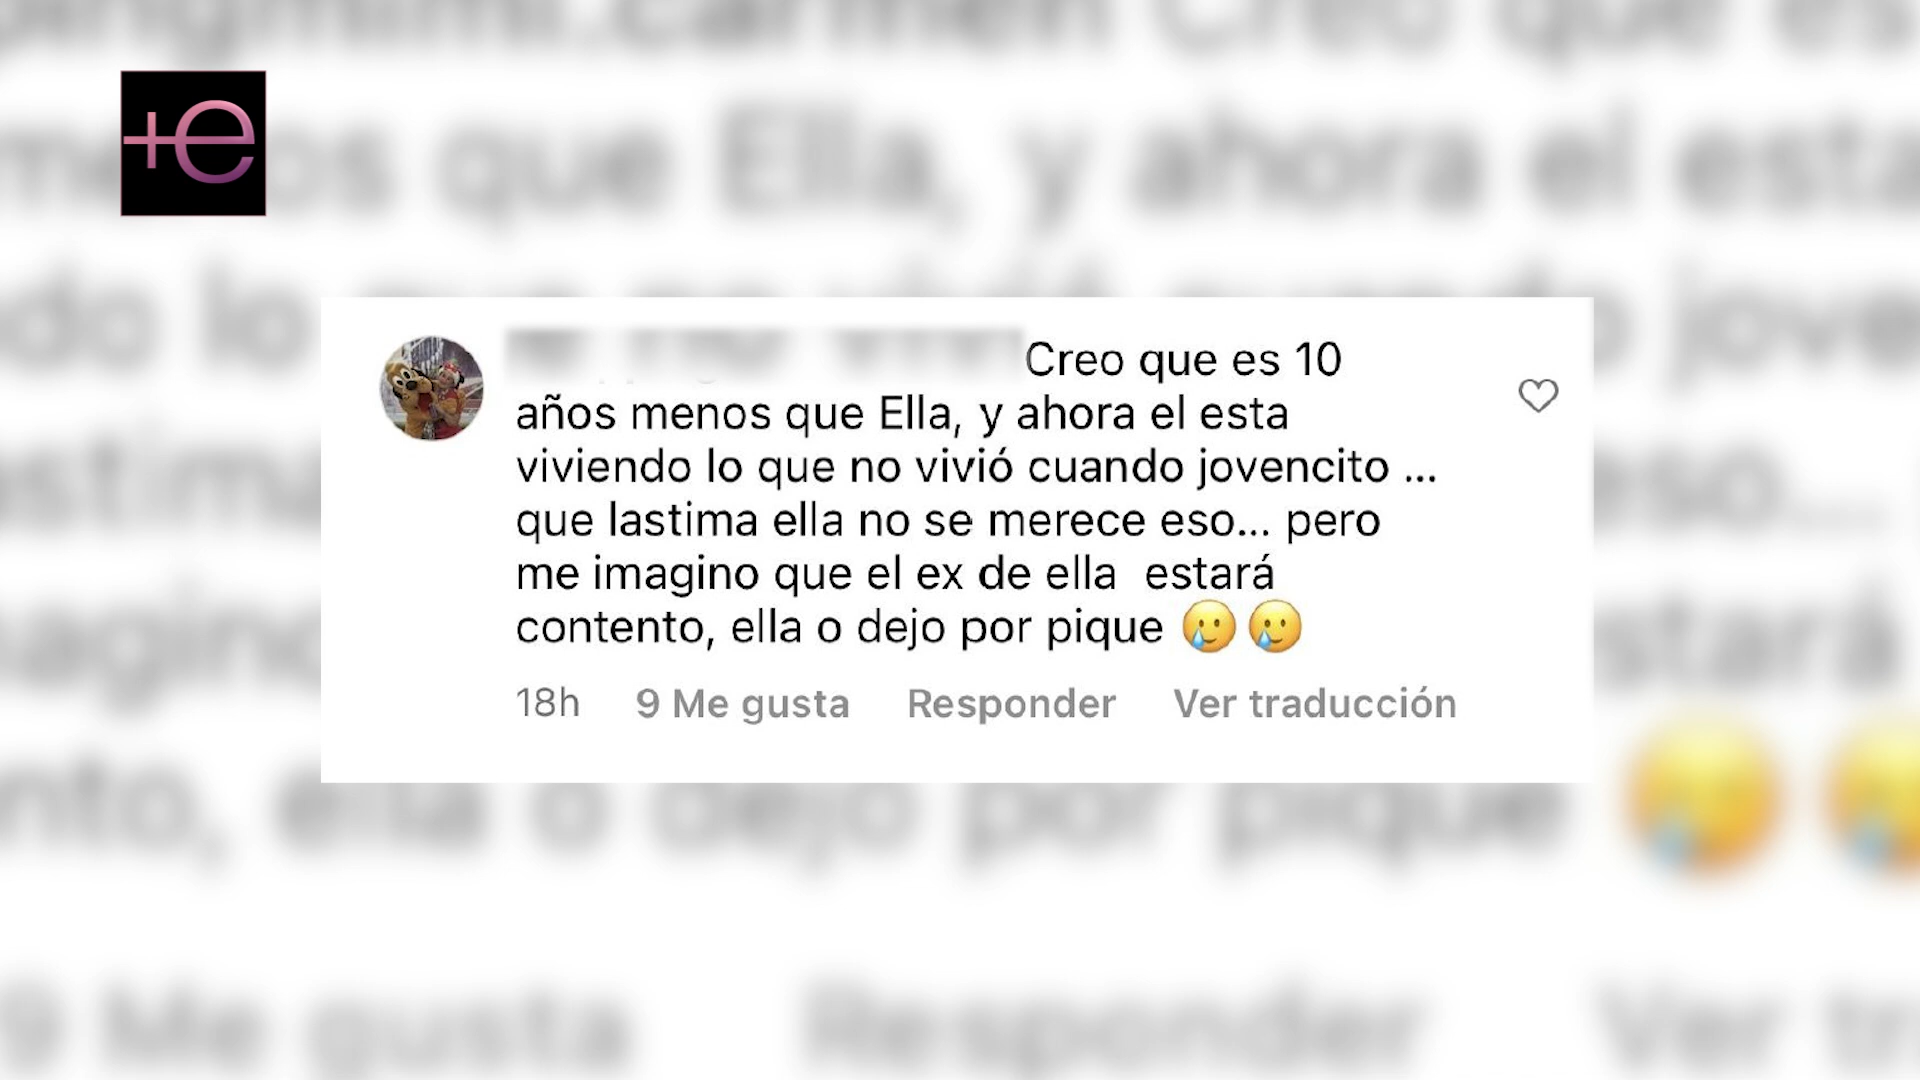 +e
Creo que es 10
años menos que Ella, y ahora el esta
viviendo lo que no vivió cuando jovencito ...
que lastima ella no se merece eso... pero
me imagino que el ex de ella  estará
contento, ella o dejo por pique 🥲🥲
18h 9 Me gusta Responder Ver traducción